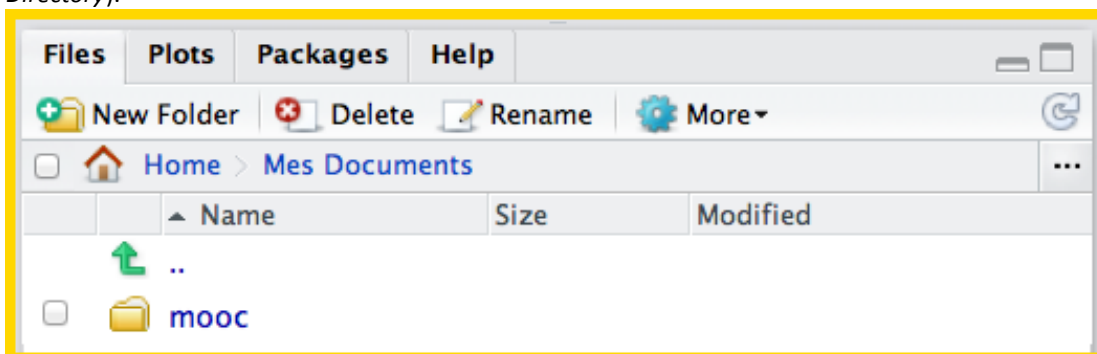 Directory).
Files Plots Packages Help
New Folder Delete Rename More
Home > Mes Documents ...
Name Size Modified
..
mooc